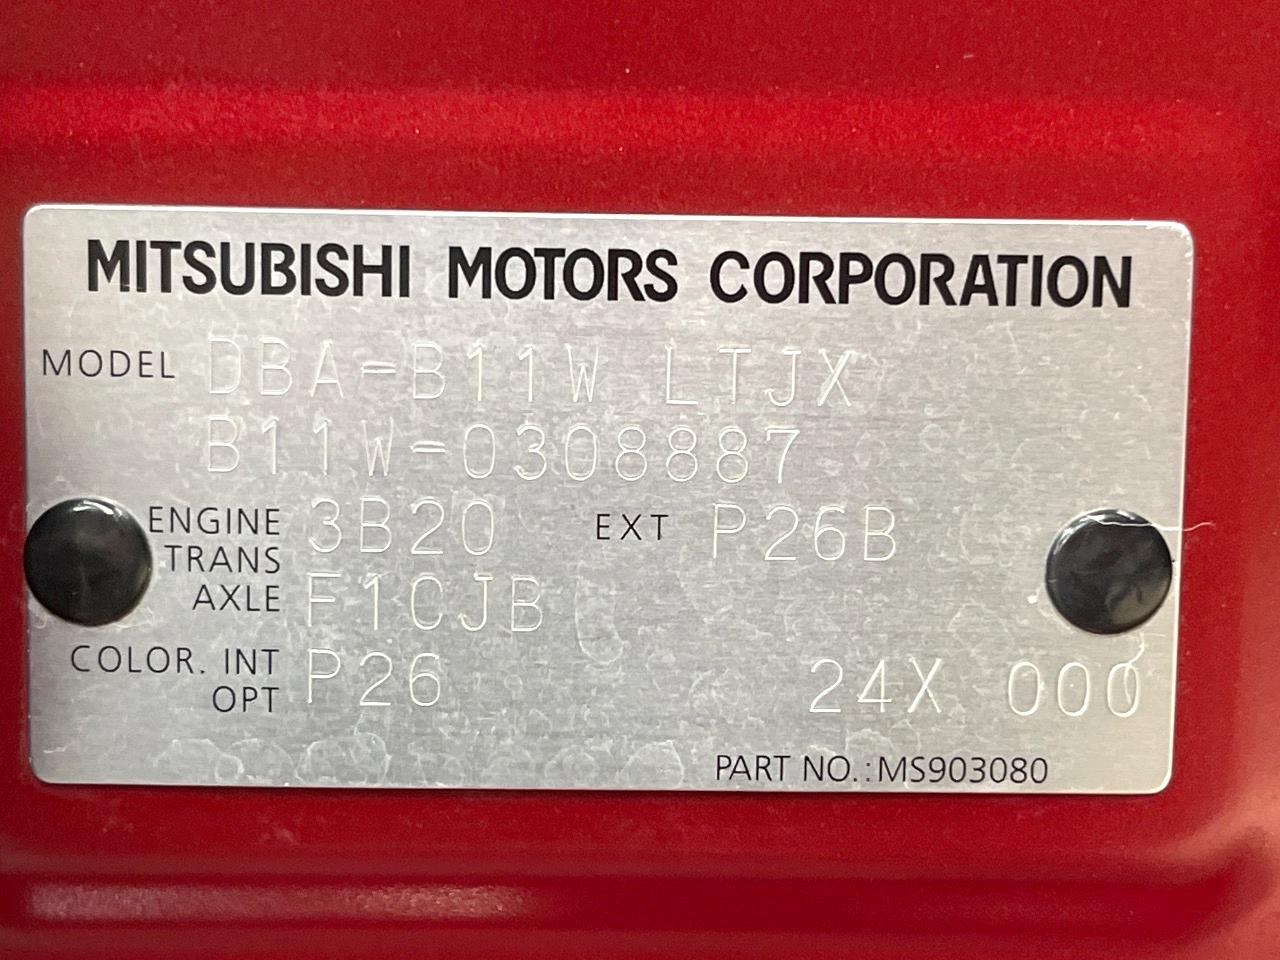 MITSUBISHI MOTORS CORPORATION
MODEL DBA-B11W LTJX
B11W-0308887
ENGINE 3B20 EXT P26B
TRANS
AXLE F1CJB
COLOR. INT
OPT P26 24X 000
PART NO.:MS903080